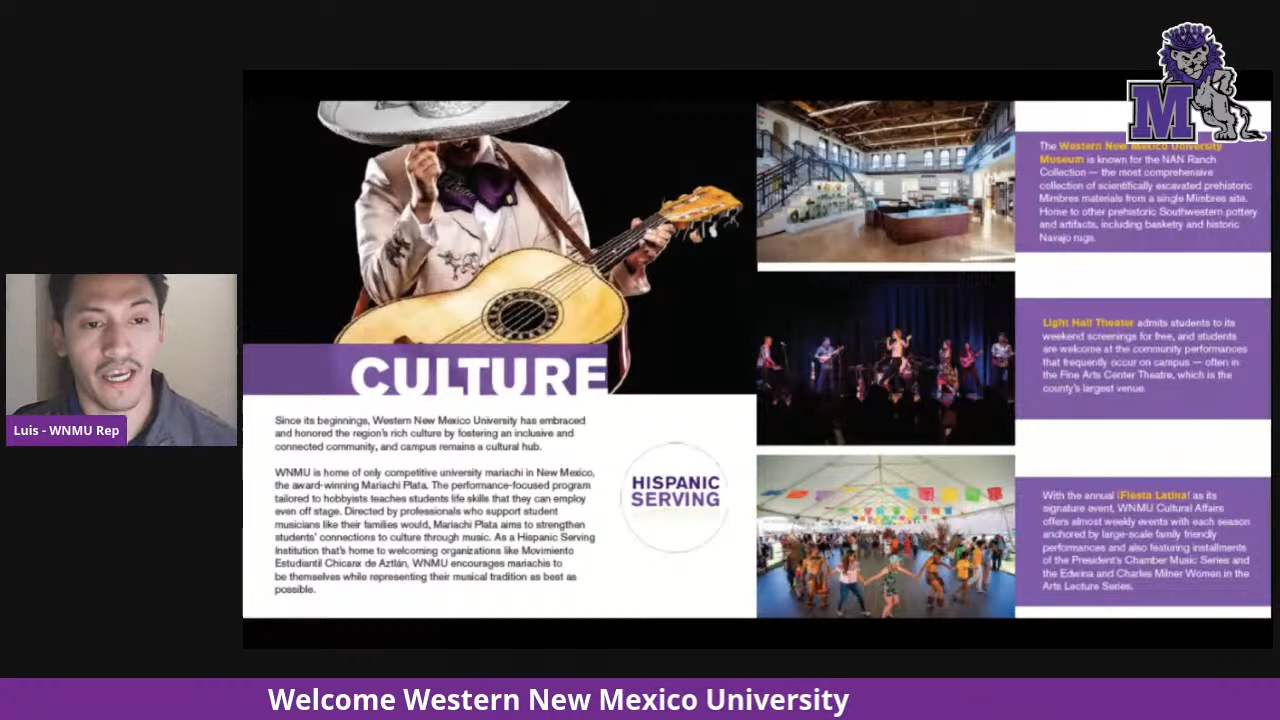 M
The Western New Mexico University
Museum is known for the NAN Ranch
Collection — the most comprehensive
collection of scientifically excavated prehistoric
Mimbres materials from a single Mimbres site.
Home to other prehistoric Southwestern pottery
and artifacts, including basketry and historic
Navajo rugs.
Light Hall Theater admits students to its
weekend screenings for free, and students
are welcome at the community performances
that frequently occur on campus — often in
the Fine Arts Center Theatre, which is the
county's largest venue.
CULTURE
Since its beginnings, Western New Mexico University has embraced
and honored the region's rich culture by fostering an inclusive and
connected community, and campus remains a cultural hub.
WNMU is home of only competitive university mariachi in New Mexico,
the award-winning Mariachi Plata. The performance-focused program
tailored to hobbyists teaches students life skills that they can employ
even off stage. Directed by professionals who support student
musicians like their families would, Mariachi Plata aims to strengthen
students' connections to culture through music. As a Hispanic Serving
Institution that's home to welcoming organizations like Movimiento
Estudiantil Chicanx de Aztlán, WNMU encourages mariachis to
be themselves while representing their musical tradition as best as
possible.
HISPANIC
SERVING
With the annual ¡Fiesta Latina! as its
signature event, WNMU Cultural Affairs
offers almost weekly events with each season
anchored by large-scale family friendly
performances and also featuring installments
of the President's Chamber Music Series and
the Edwina and Charles Milner Women in the
Arts Lecture Series.
Luis - WNMU Rep
Welcome Western New Mexico University